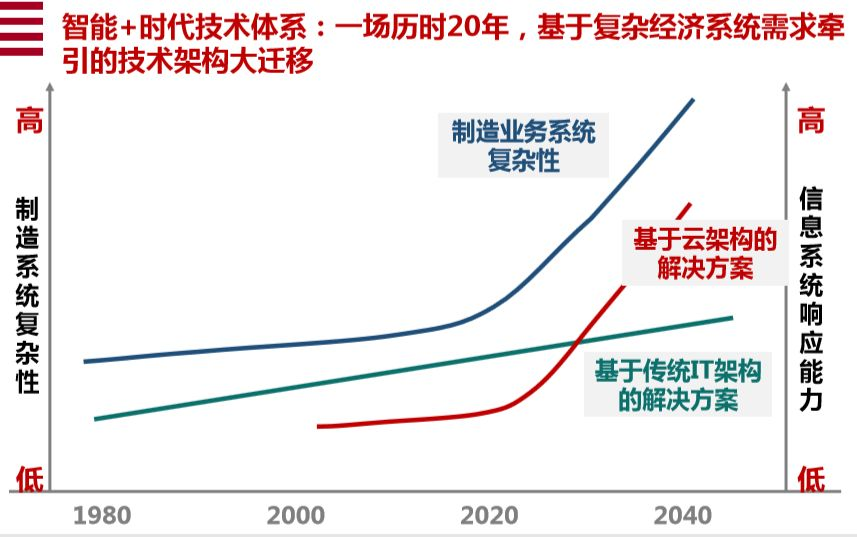 智能+时代技术体系：一场历时20年，基于复杂经济系统需求牵
引的技术架构大迁移
高
制造系统复杂性
低
制造业务系统
复杂性
基于云架构的
解决方案
基于传统IT架构
的解决方案
高
信息系统响应能力
低
1980
2000
2020
2040